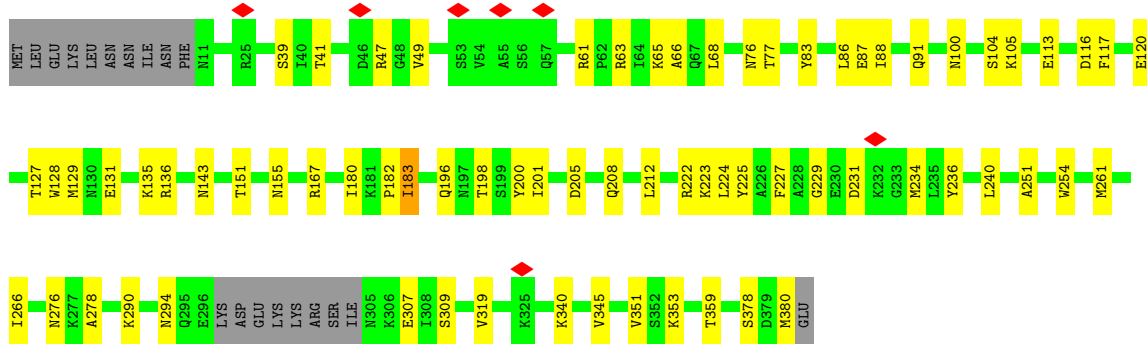 MET LEU GLU LYS LEU ASN ASN ILE ASN PHE N11 R25 S39 I40 T41 D46 R47 G48 V49 S53 V54 A55 S56 Q57 R61 P62 R63 I64 K65 A66 Q67 L68 N76 T77 Y83 L86 E87 I88 Q91 N100 S104 K105 E113 D116 F117 E120
T127 W128 M129 N130 E131 K135 R136 N143 T151 N155 R167 I180 K181 P182 I183 Q196 N197 T198 S199 Y200 I201 D205 Q208 L212 R222 K223 L224 Y225 A226 F227 A228 G229 E230 D231 K232 G233 M234 L235 Y236 L240 A251 W254 M261
I266 N276 K277 A278 K290 N294 Q295 E296 LYS ASP GLU LYS LYS ARG SER ILE N305 K306 E307 I308 S309 V319 K325 K340 V345 V351 S352 K353 T359 S378 D379 M380 GLU